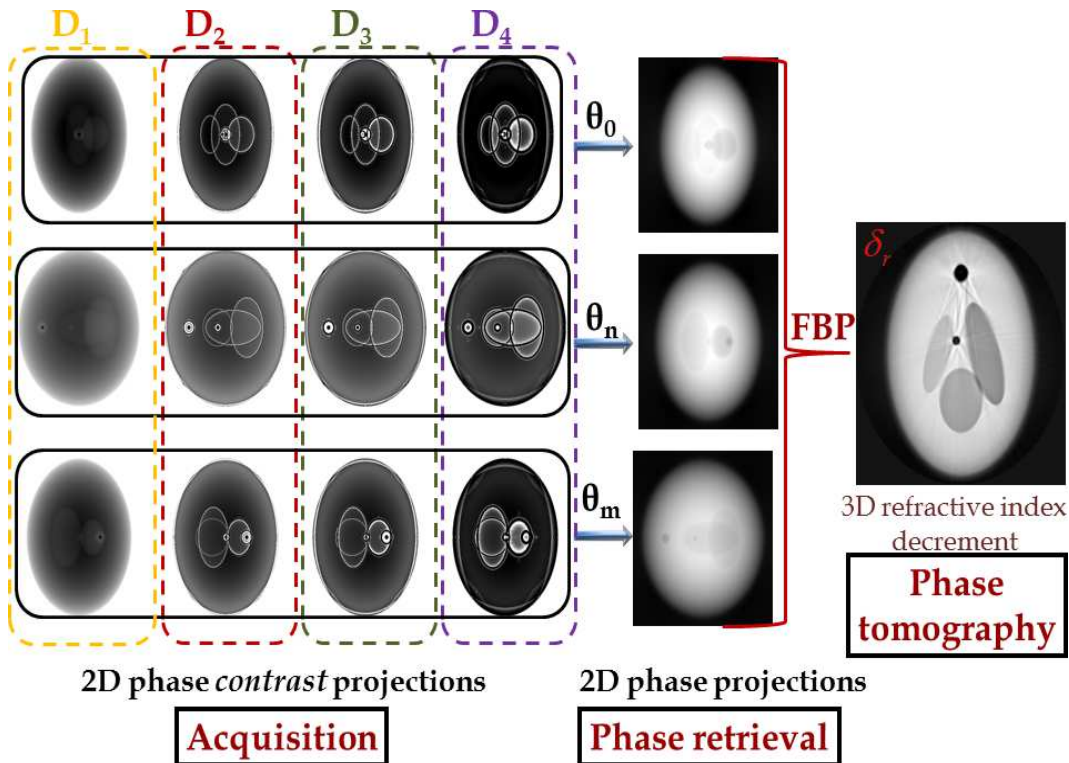 D1
D2
D3
D4
θ0
θn
θm
FBP
δr
3D refractive index
decrement
Phase
tomography
2D phase contrast projections
2D phase projections
Acquisition
Phase retrieval